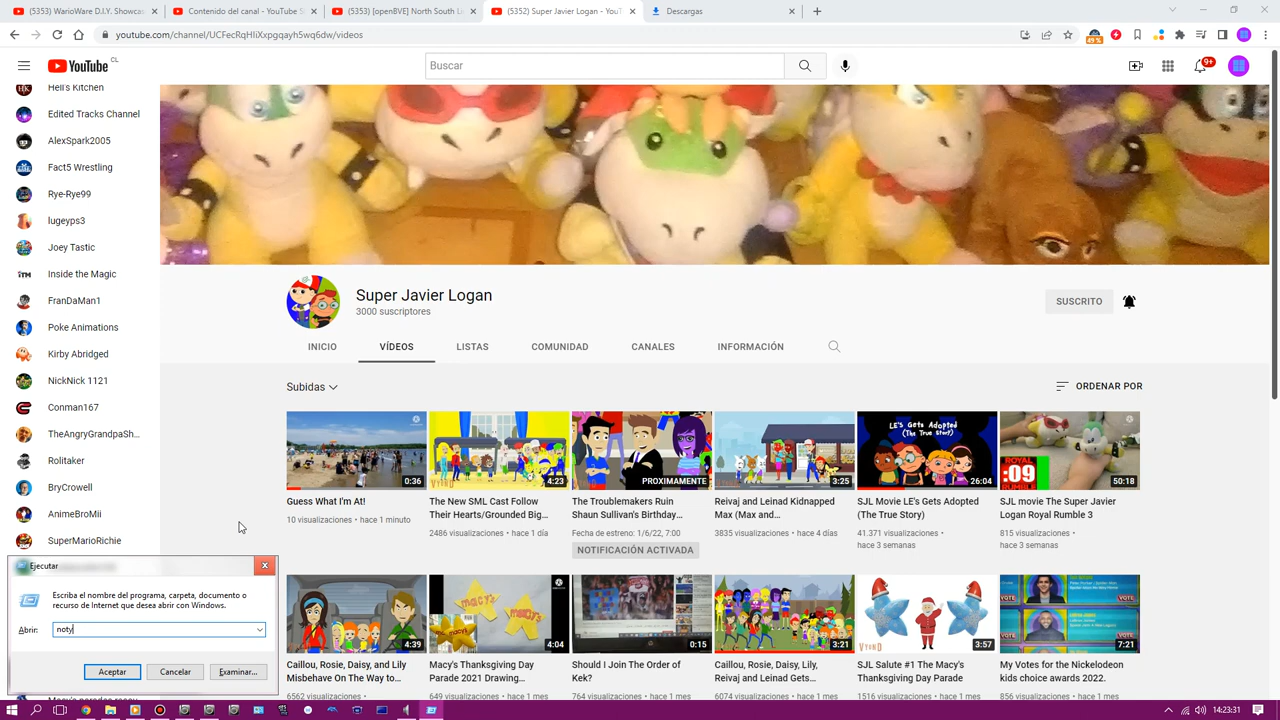 (5353) WarioWare D.I.Y. Showcas
Contenido del canal - YouTube S
(5353) [openBVE] North South Li
(5352) Super Javier Logan - YouT
Descargas
youtube.com/channel/UCFecRqHIiXxpgqayh5wq6dw/videos
45 %
YouTube CL
Buscar
9+
Hell's Kitchen
Edited Tracks Channel
AlexSpark2005
Fact5 Wrestling
Rye-Rye99
lugeyps3
Joey Tastic
Inside the Magic
FranDaMan1
Poke Animations
Kirby Abridged
NickNick 1121
Conman167
TheAngryGrandpaSh...
Rolitaker
BryCrowell
AnimeBroMii
SuperMarioRichie
Super Javier Logan
3000 suscriptores
SUSCRITO
INICIO
VÍDEOS
LISTAS
COMUNIDAD
CANALES
INFORMACIÓN
Subidas
ORDENAR POR
0:36
4:23
PROXIMAMENTE
3:25
LE'S Gets Adopted
(The True Story)
26:04
ROYAL :09
RUMBLE
50:18
Guess What I'm At!
10 visualizaciones • hace 1 minuto
The New SML Cast Follow
Their Hearts/Grounded Big...
2486 visualizaciones • hace 1 día
The Troublemakers Ruin
Shaun Sullivan's Birthday...
Fecha de estreno: 1/6/22, 7:00
NOTIFICACIÓN ACTIVADA
Reivaj and Leinad Kidnapped
Max (Max and...
3835 visualizaciones • hace 4 días
SJL Movie LE's Gets Adopted
(The True Story)
41.371 visualizaciones •
hace 3 semanas
SJL movie The Super Javier
Logan Royal Rumble 3
815 visualizaciones •
hace 3 semanas
4:39
4:04
0:15
3:21
3:57
VOTE
VOTE
7:21
Caillou, Rosie, Daisy, and Lily
Misbehave On The Way to...
6562 visualizaciones • hace 1 mes
Macy's Thanksgiving Day
Parade 2021 Drawing...
649 visualizaciones • hace 1 mes
Should I Join The Order of
Kek?
764 visualizaciones • hace 1 mes
Caillou, Rosie, Daisy, Lily,
Reivaj and Leinad Gets...
6074 visualizaciones • hace 1 mes
SJL Salute #1 The Macy's
Thanksgiving Day Parade
1516 visualizaciones • hace 1 mes
My Votes for the Nickelodeon
kids choice awards 2022.
856 visualizaciones • hace 1 mes
Ejecutar
Escriba el nombre del programa, carpeta, documento o
recurso de Internet que desea abrir con Windows.
Abrir:
noty
Aceptar
Cancelar
Examinar...
14:23:31